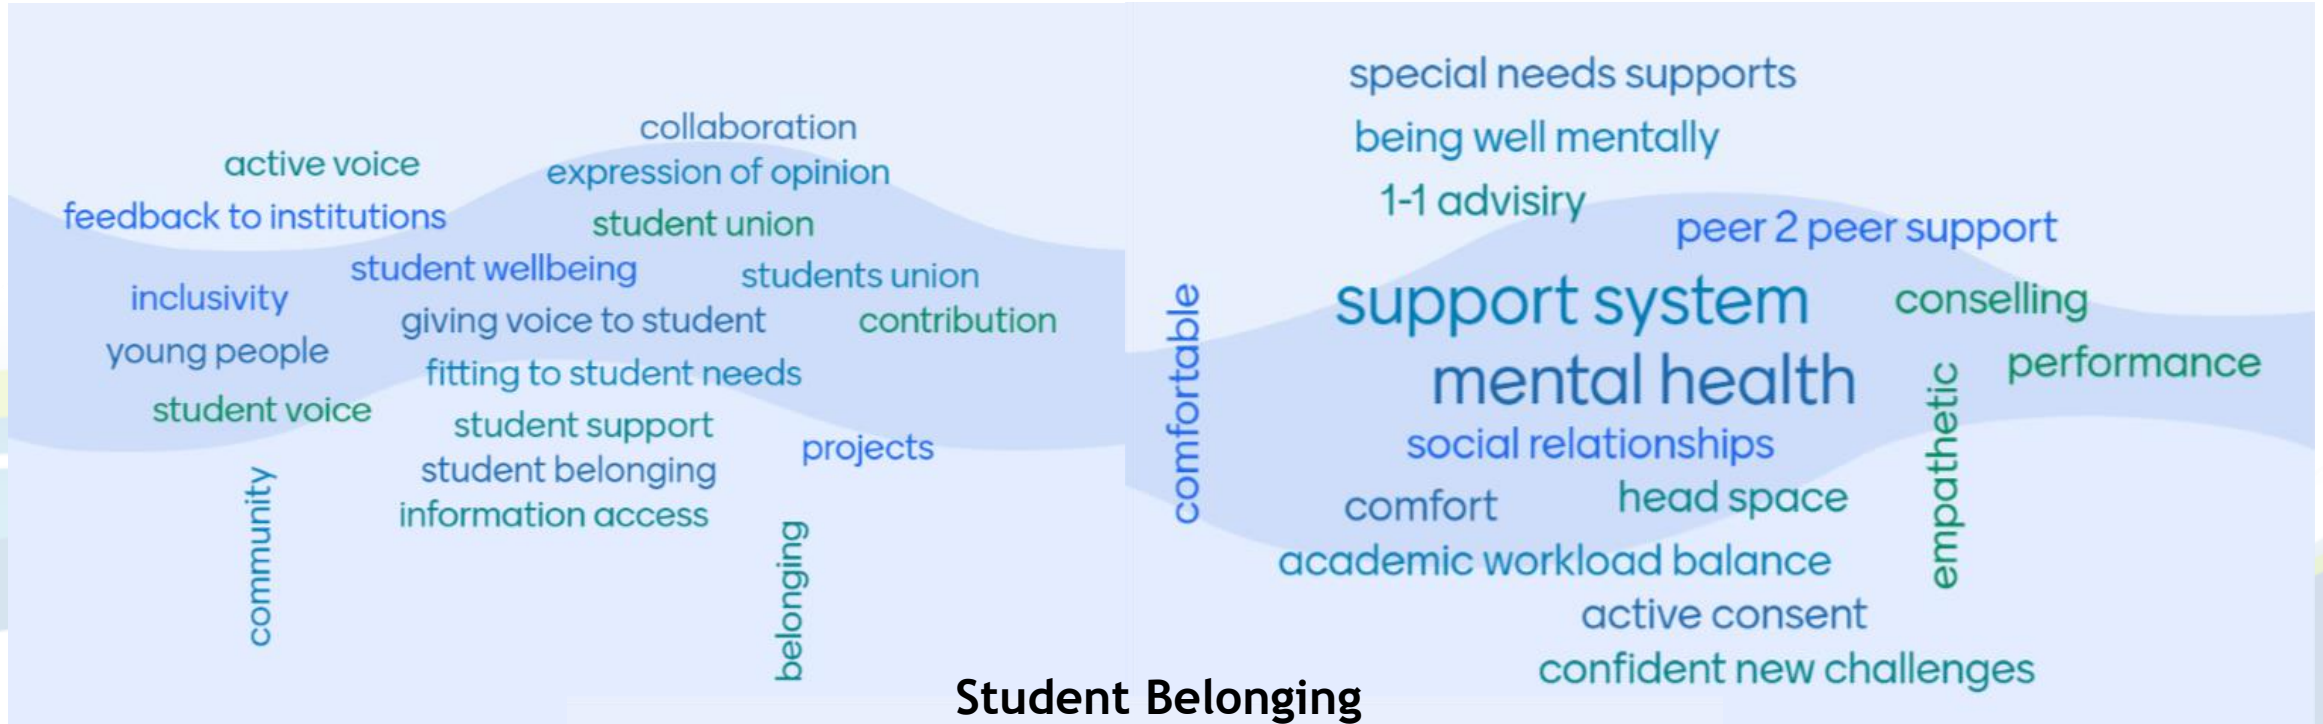 collaboration
active voice
expression of opinion
feedback to institutions
student union
student wellbeing
students union
inclusivity
giving voice to student
contribution
young people
fitting to student needs
student voice
student support
projects
student belonging
information access
community
belonging
special needs supports
being well mentally
1-1 advisiry
peer 2 peer support
support system
conselling
comfortable
mental health
performance
empathetic
social relationships
comfort
head space
academic workload balance
active consent
confident new challenges
Student Belonging